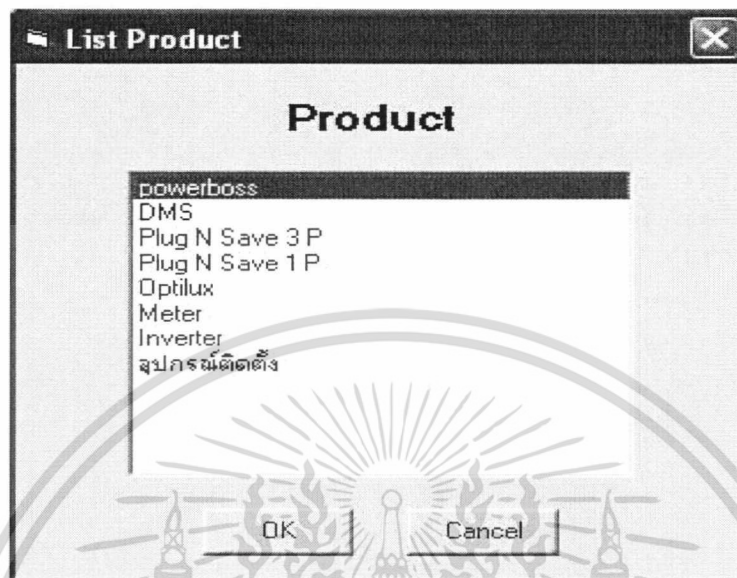 List Product
Product
powerboss
DMS
Plug N Save 3 P
Plug N Save 1 P
Optilux
Meter
Inverter
อุปกรณ์ติดตั้ง
OK
Cancel